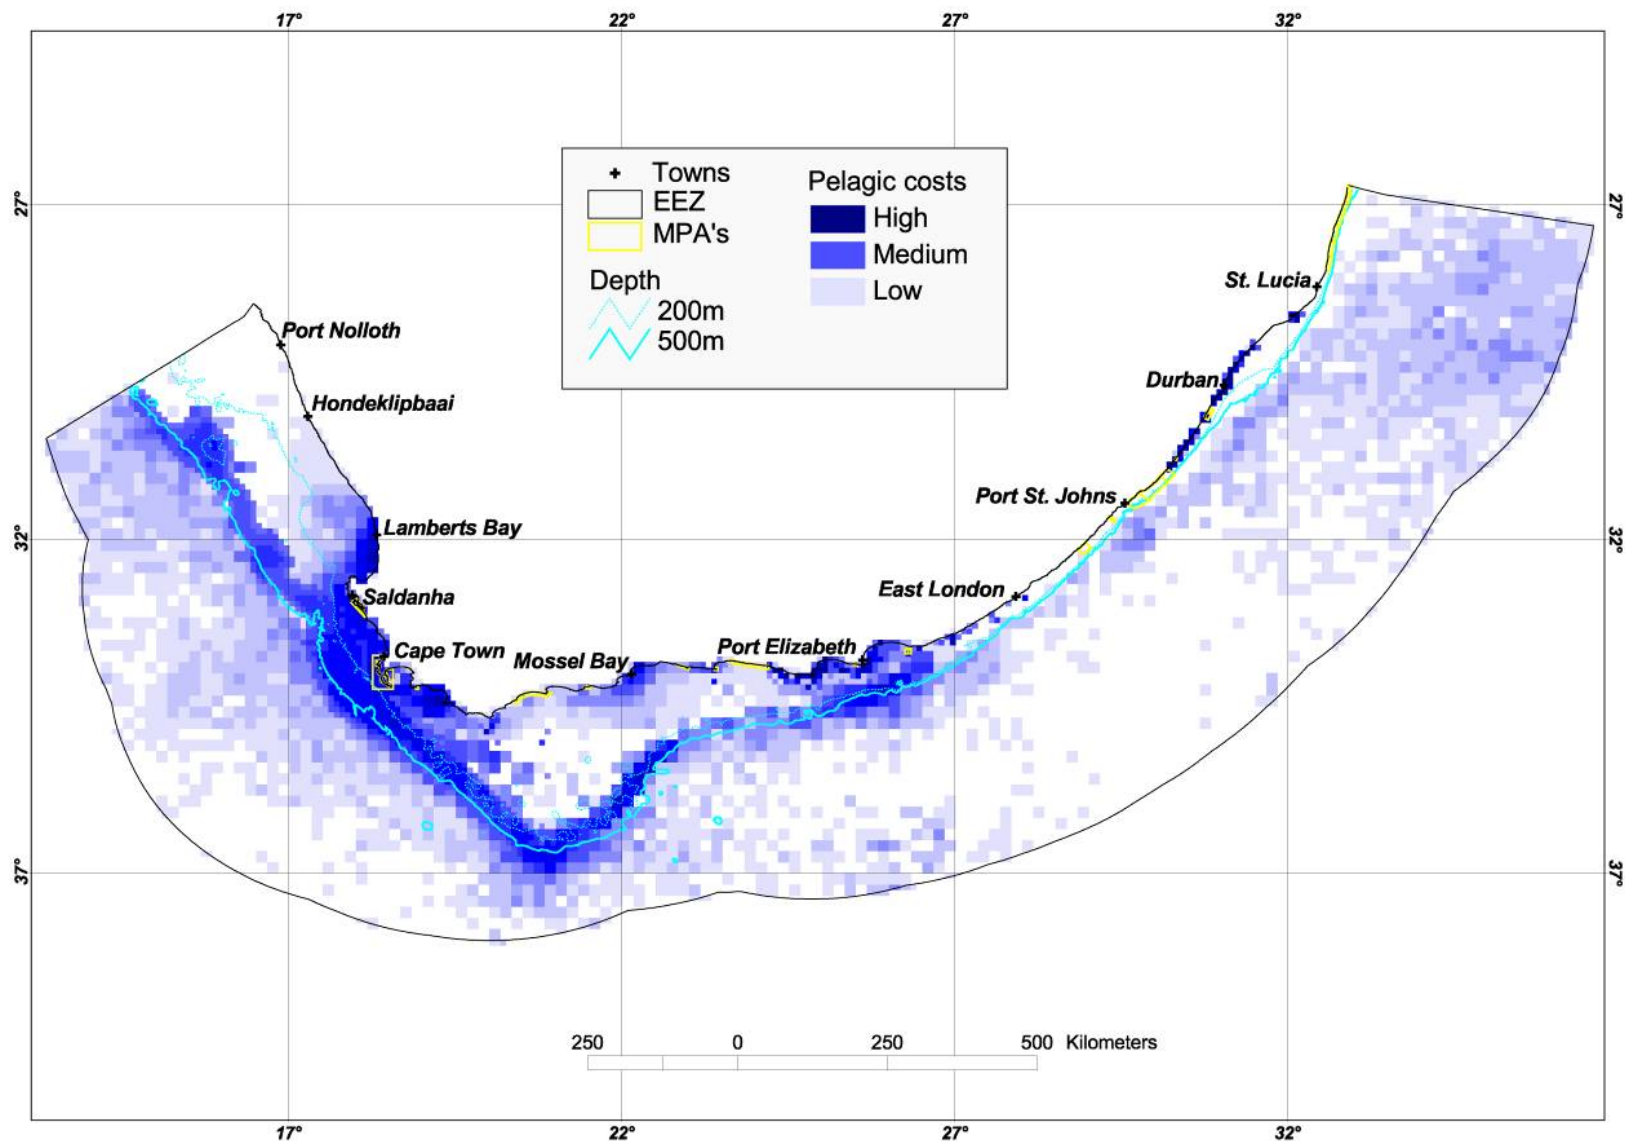 17° 22° 27° 32°
Towns
EEZ
MPA's
Depth
200m
500m
Pelagic costs
High
Medium
Low
27° 27°
St. Lucia
Port Nolloth
Durban
Hondeklipbaai
Port St. Johns
Lamberts Bay
32° 32°
East London
Saldanha
Cape Town
Port Elizabeth
Mossel Bay
37° 37°
250 0 250 500 Kilometers
17° 22° 27° 32°